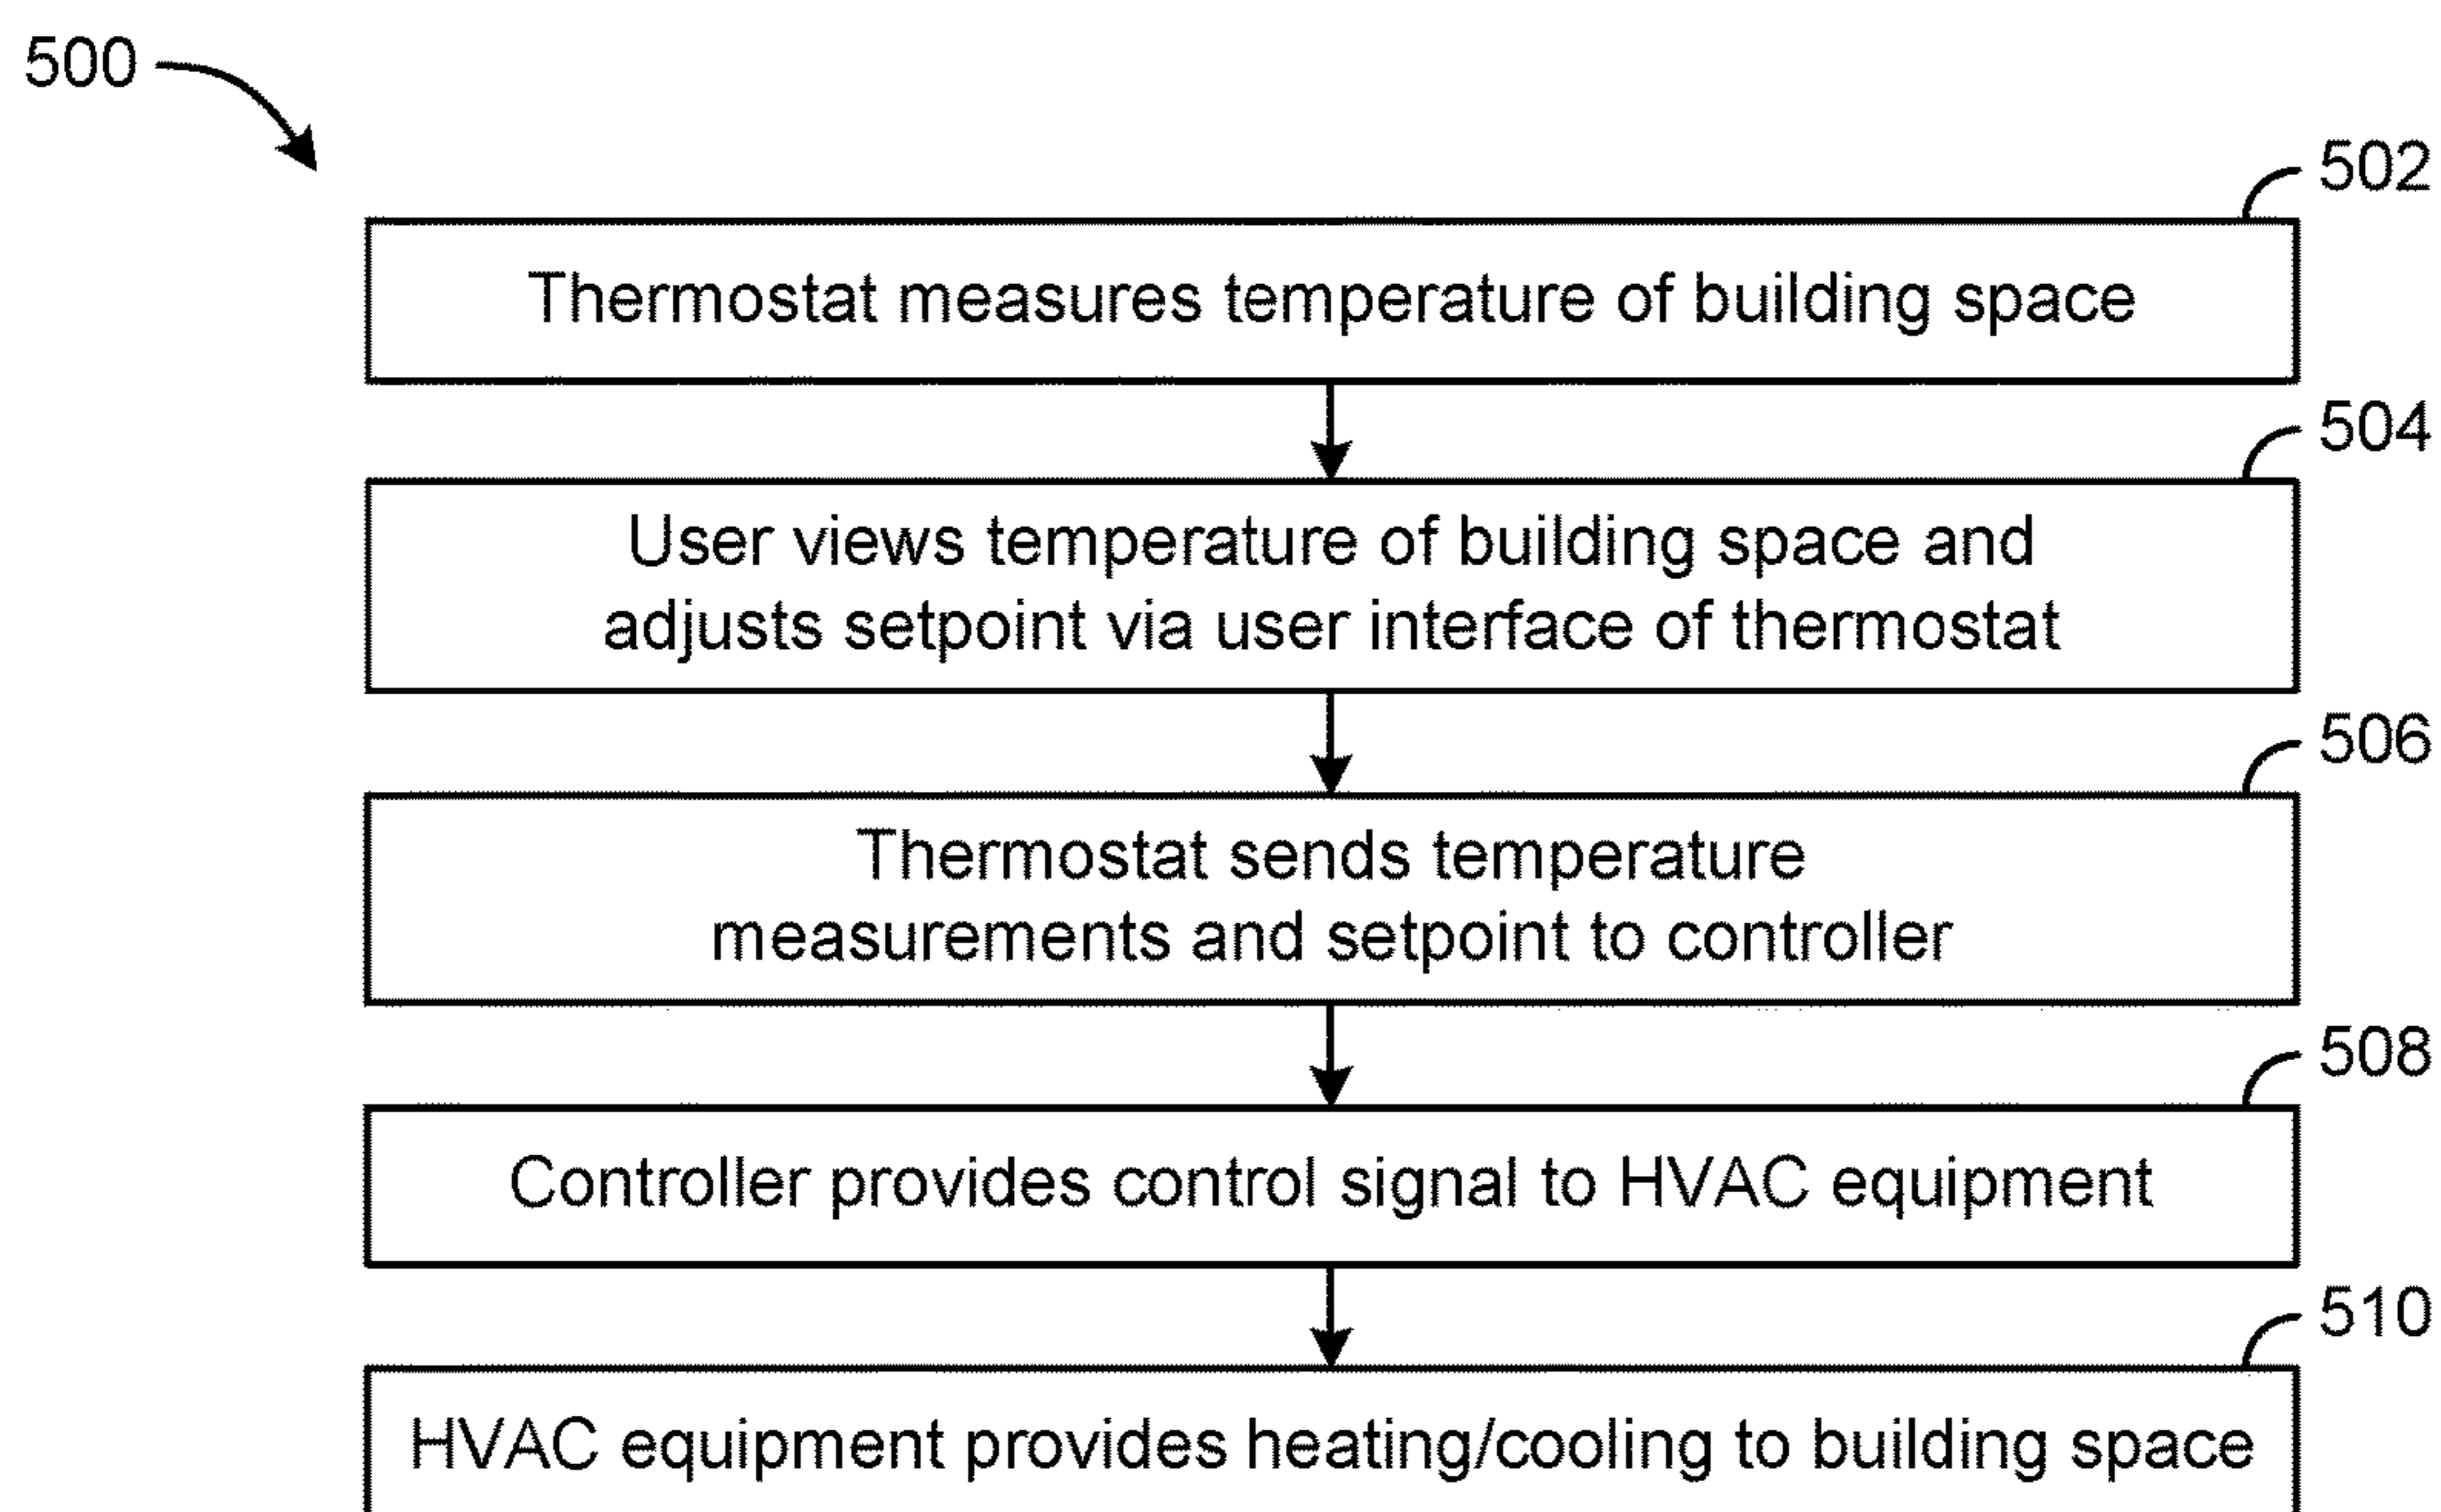 500
502
Thermostat measures temperature of building space
504
User views temperature of building space and
adjusts setpoint via user interface of thermostat
506
Thermostat sends temperature
measurements and setpoint to controller
508
Controller provides control signal to HVAC equipment
510
HVAC equipment provides heating/cooling to building space